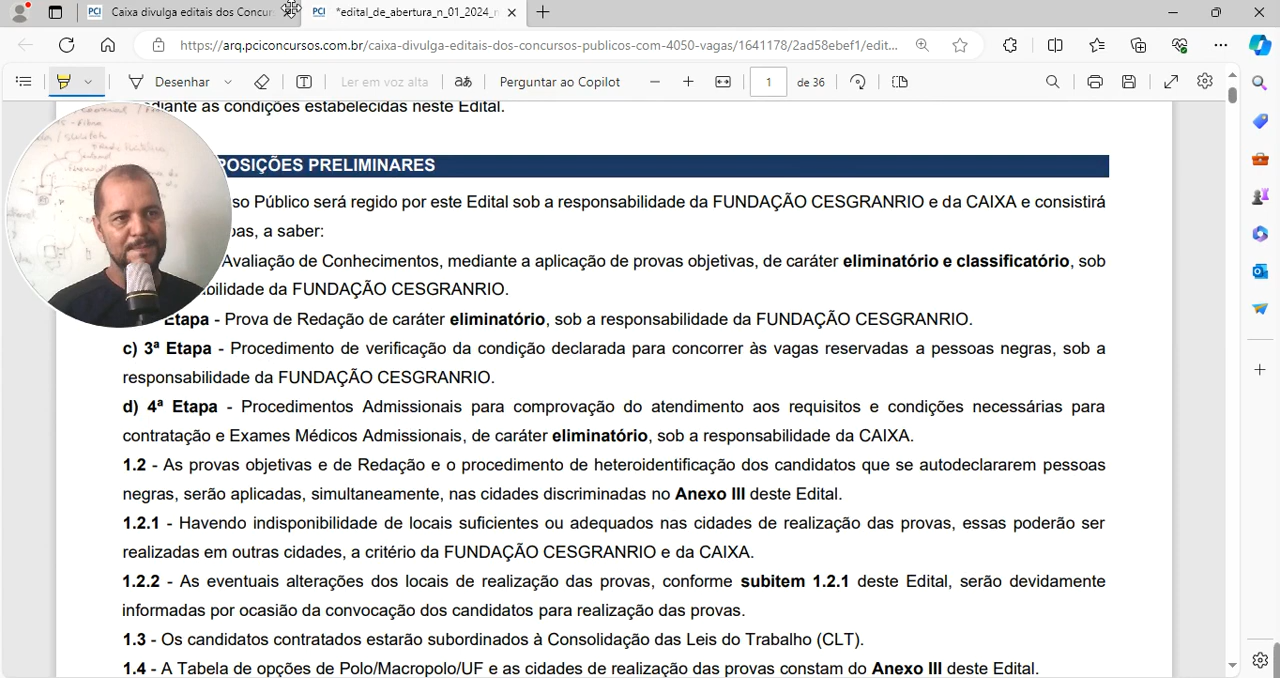 PCI Caixa divulga editais dos Concur
PCI *edital_de_abertura_n_01_2024_n
https://arq.pciconcursos.com.br/caixa-divulga-editais-dos-concursos-publicos-com-4050-vagas/1641178/2ad58ebef1/edit...
Desenhar Ler em voz alta aあ Perguntar ao Copilot 1 de 36
mediante as condições estabelecidas neste Edital.
POSIÇÕES PRELIMINARES
so Público será regido por este Edital sob a responsabilidade da FUNDAÇÃO CESGRANRIO e da CAIXA e consistirá
pas, a saber:
Avaliação de Conhecimentos, mediante a aplicação de provas objetivas, de caráter eliminatório e classificatório, sob
bilidade da FUNDAÇÃO CESGRANRIO.
Etapa - Prova de Redação de caráter eliminatório, sob a responsabilidade da FUNDAÇÃO CESGRANRIO.
c) 3ª Etapa - Procedimento de verificação da condição declarada para concorrer às vagas reservadas a pessoas negras, sob a
responsabilidade da FUNDAÇÃO CESGRANRIO.
d) 4ª Etapa - Procedimentos Admissionais para comprovação do atendimento aos requisitos e condições necessárias para
contratação e Exames Médicos Admissionais, de caráter eliminatório, sob a responsabilidade da CAIXA.
1.2 - As provas objetivas e de Redação e o procedimento de heteroidentificação dos candidatos que se autodeclararem pessoas
negras, serão aplicadas, simultaneamente, nas cidades discriminadas no Anexo III deste Edital.
1.2.1 - Havendo indisponibilidade de locais suficientes ou adequados nas cidades de realização das provas, essas poderão ser
realizadas em outras cidades, a critério da FUNDAÇÃO CESGRANRIO e da CAIXA.
1.2.2 - As eventuais alterações dos locais de realização das provas, conforme subitem 1.2.1 deste Edital, serão devidamente
informadas por ocasião da convocação dos candidatos para realização das provas.
1.3 - Os candidatos contratados estarão subordinados à Consolidação das Leis do Trabalho (CLT).
1.4 - A Tabela de opções de Polo/Macropolo/UF e as cidades de realização das provas constam do Anexo III deste Edital.